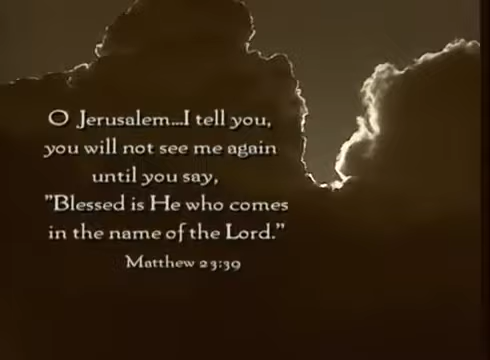 O Jerusalem...I tell you,
you will not see me again
until you say,
"Blessed is He who comes
in the name of the Lord."
Matthew 23:39